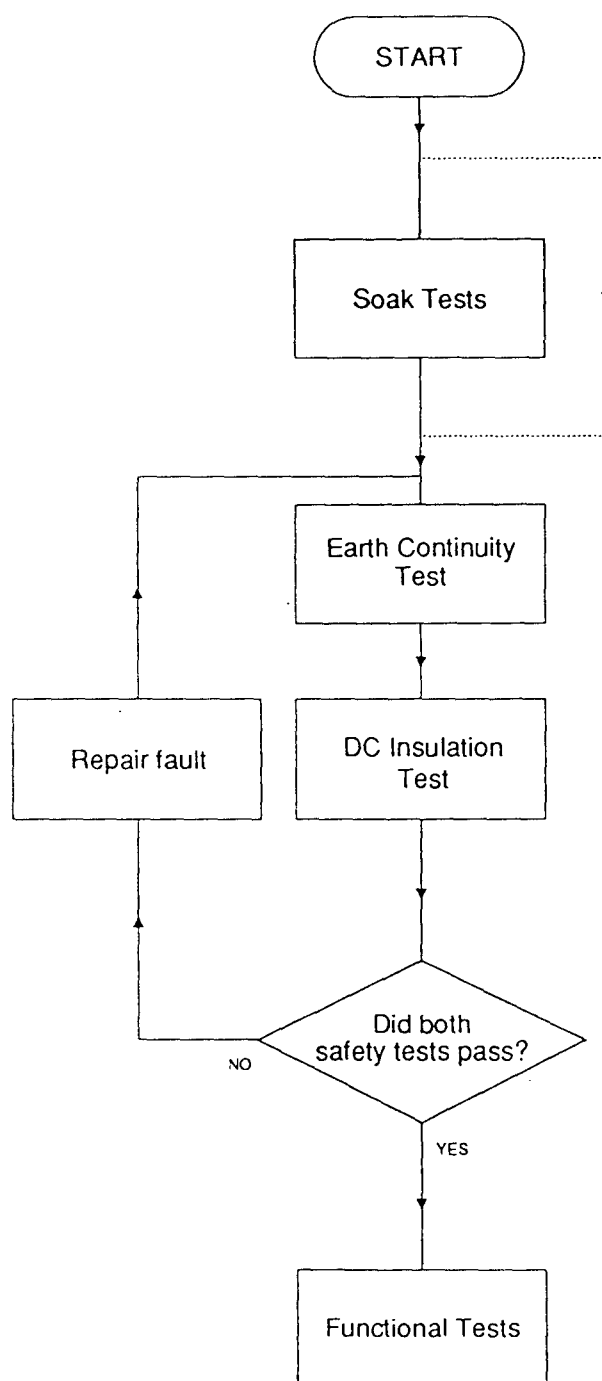 START
Soak Tests
Earth Continuity
Test
Repair fault
DC Insulation
Test
Did both
safety tests pass?
NO
YES
Functional Tests